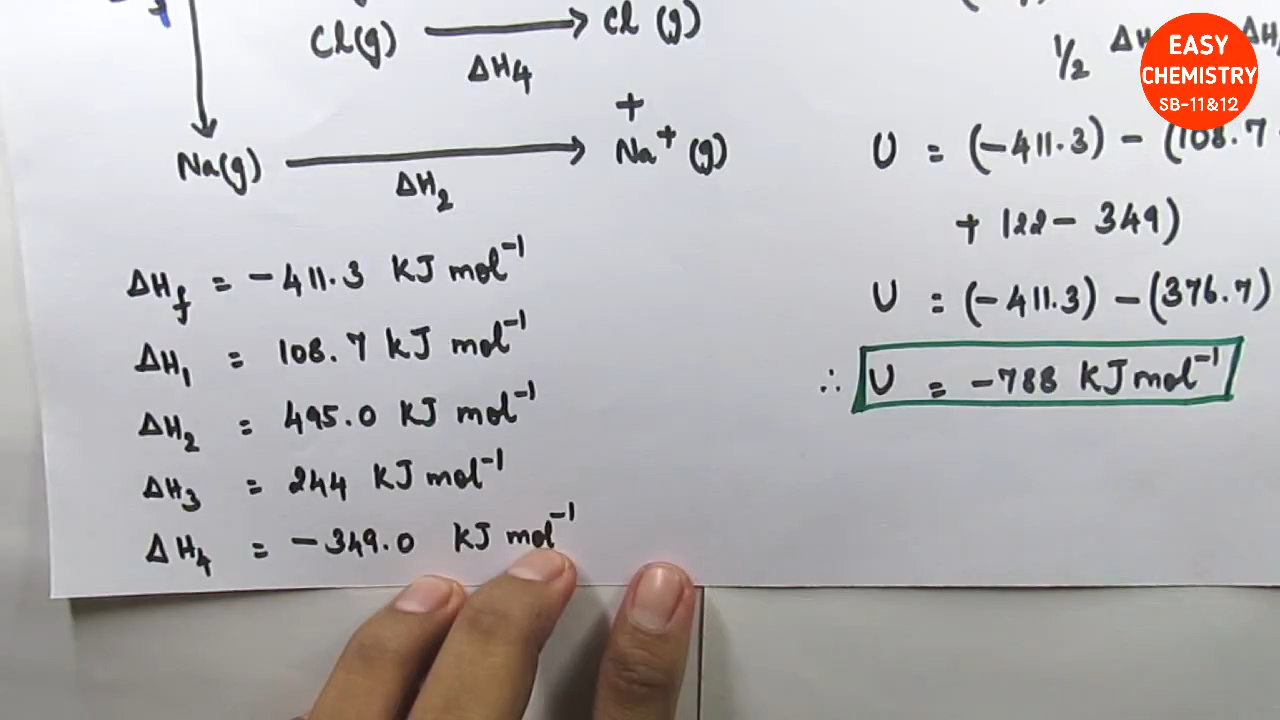 Cl(g) ⟶ Cl (g)
ΔH₄
+
Na(g) ⟶ Na⁺ (g)
ΔH₂
ΔH_f = -411.3 KJ mol⁻¹
ΔH₁ = 108.7 KJ mol⁻¹
ΔH₂ = 495.0 KJ mol⁻¹
ΔH₃ = 244 KJ mol⁻¹
ΔH₄ = -349.0 KJ mol⁻¹
½ ΔH
U = (-411.3) - (108.7
+ 122 - 349)
U = (-411.3) - (376.7)
∴ U = -788 KJ mol⁻¹
EASY
CHEMISTRY
SB-11&12